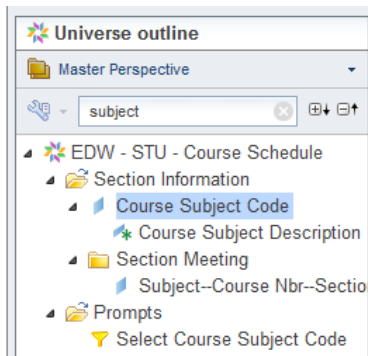 Universe outline
Master Perspective
subject
EDW - STU - Course Schedule
Section Information
Course Subject Code
Course Subject Description
Section Meeting
Subject--Course Nbr--Sectio
Prompts
Select Course Subject Code